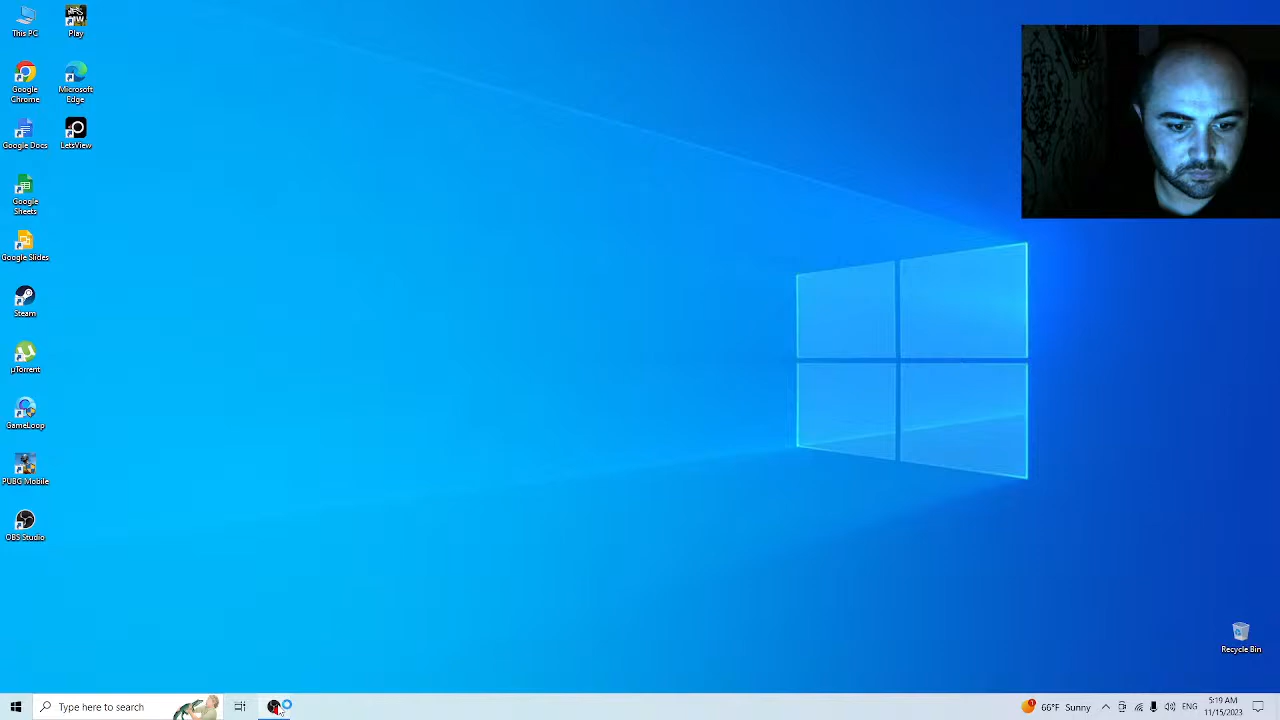 This PC
Play
Google
Chrome
Microsoft
Edge
Google Docs
LetsView
Google
Sheets
Google Slides
Steam
µTorrent
GameLoop
PUBG Mobile
OBS Studio
Recycle Bin
Type here to search
66°F Sunny
ENG
5:19 AM
11/15/2023